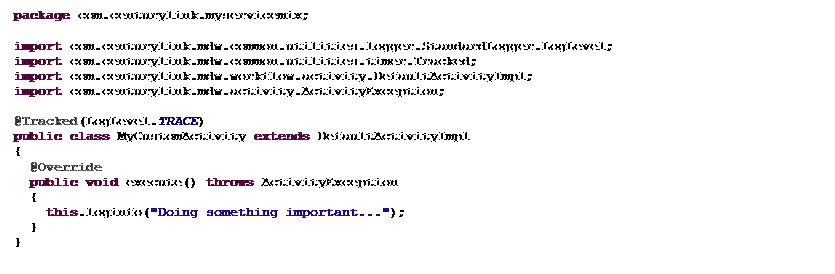 package com.centurylink.myservicemix;
import com.centurylink.mdw.common.utilities.logger.StandardLogger.LogLevel;
import com.centurylink.mdw.common.utilities.timer.Tracked;
import com.centurylink.mdw.workflow.activity.DefaultActivityImpl;
import com.centurylink.mdw.activity.ActivityException;
@Tracked(LogLevel.TRACE)
public class MyCustomActivity extends DefaultActivityImpl
{
@Override
public void execute() throws ActivityException
{
this.loginfo("Doing something important...");
}
}